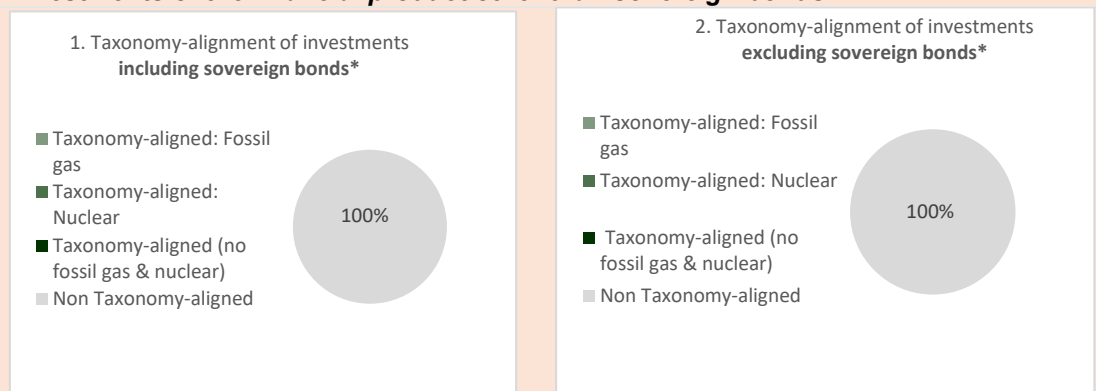 1. Taxonomy-alignment of investments
including sovereign bonds*
Taxonomy-aligned: Fossil
gas
Taxonomy-aligned:
Nuclear
Taxonomy-aligned (no
fossil gas & nuclear)
Non Taxonomy-aligned
100%
2. Taxonomy-alignment of investments
excluding sovereign bonds*
Taxonomy-aligned: Fossil
gas
Taxonomy-aligned: Nuclear
Taxonomy-aligned (no
fossil gas & nuclear)
Non Taxonomy-aligned
100%